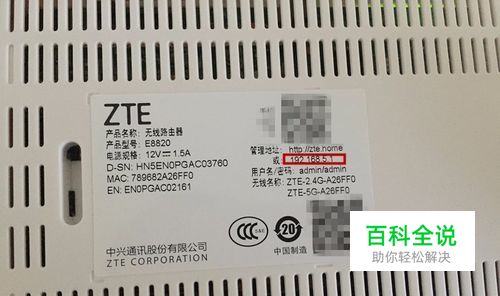 ZTE
产品名称: 无线路由器
产品型号: E8820
电源规格: 12V⎓1.5A
D-SN: HN5EN0PGAC03760
MAC: 789682A26FF0
EN: EN0PGAC02161
管理地址: http://zte.home
或: 192.168.5.1
用户名/密码: admin/admin
无线名称: ZTE-2.4G-A26FF0
ZTE-5G-A26FF0
中兴通讯股份有限公司
ZTE CORPORATION
CCC
20
中国制造
百科全说
助你轻松解决